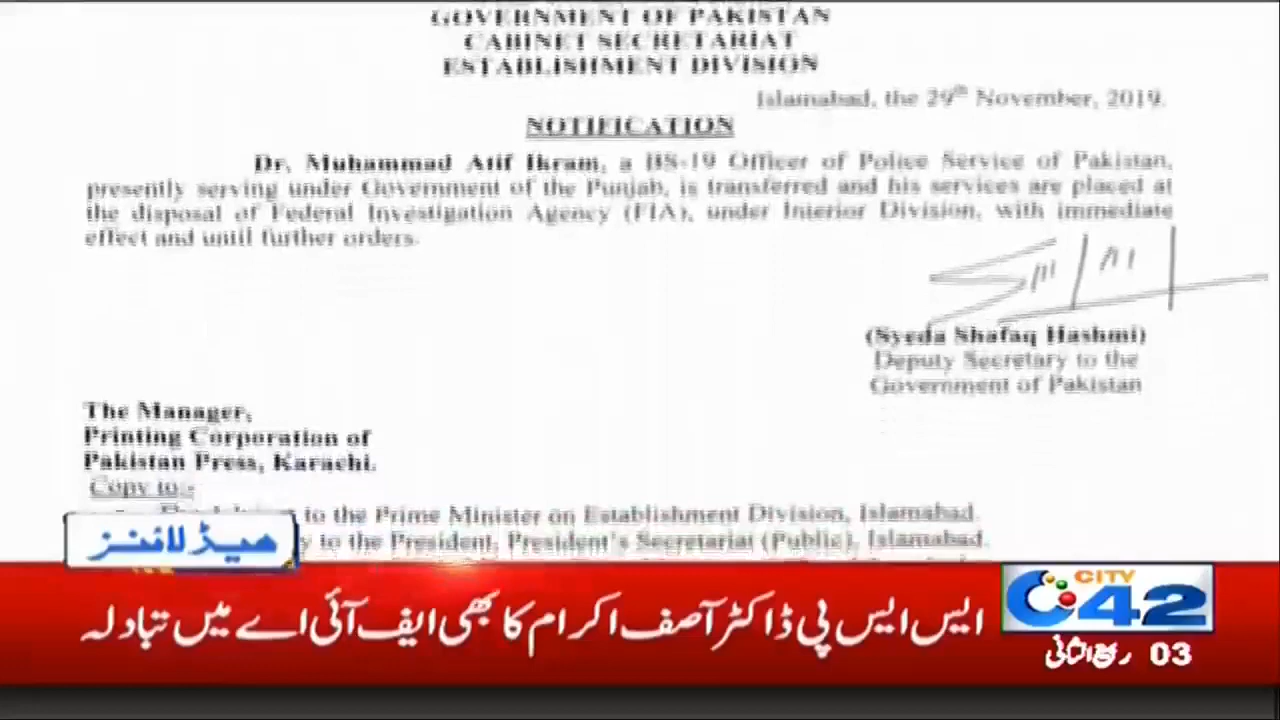 GOVERNMENT OF PAKISTAN
CABINET SECRETARIAT
ESTABLISHMENT DIVISION
Islamabad, the 29th November, 2019.
NOTIFICATION
Dr. Muhammad Atif Ikram, a BS-19 Officer of Police Service of Pakistan,
presently serving under Government of the Punjab, is transferred and his services are placed at
the disposal of Federal Investigation Agency (FIA), under Interior Division, with immediate
effect and until further orders.
(Syeda Shafaq Hashmi)
Deputy Secretary to the
Government of Pakistan
The Manager,
Printing Corporation of
Pakistan Press, Karachi.
Copy to:-
to the Prime Minister on Establishment Division, Islamabad.
to the President, President's Secretariat (Public), Islamabad.
ہیڈلائنز
ایس ایس پی ڈاکٹر آصف اکرام کا بھی ایف آئی اے میں تبادلہ
CITY
42
03 ربیع الثانی